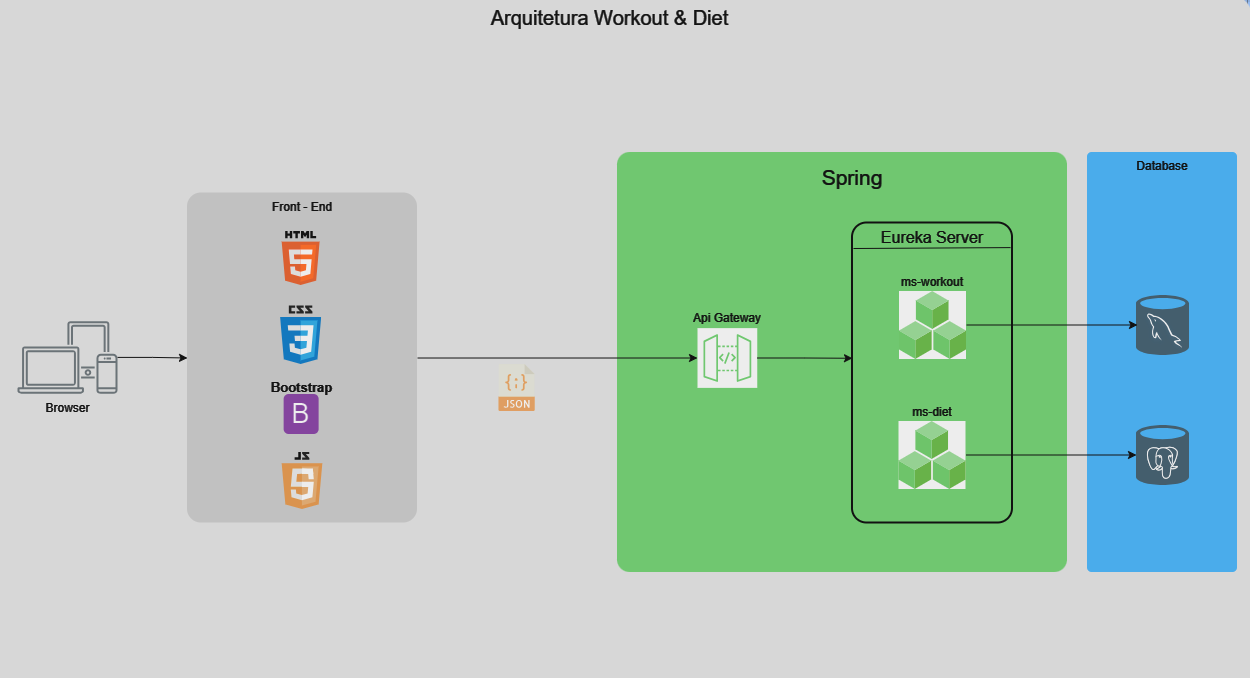 Arquitetura Workout & Diet
Browser
Front - End
HTML
5
CSS
3
Bootstrap
B
JS
5
{;}
JSON
Spring
Api Gateway
</>
Eureka Server
ms-workout
ms-diet
Database